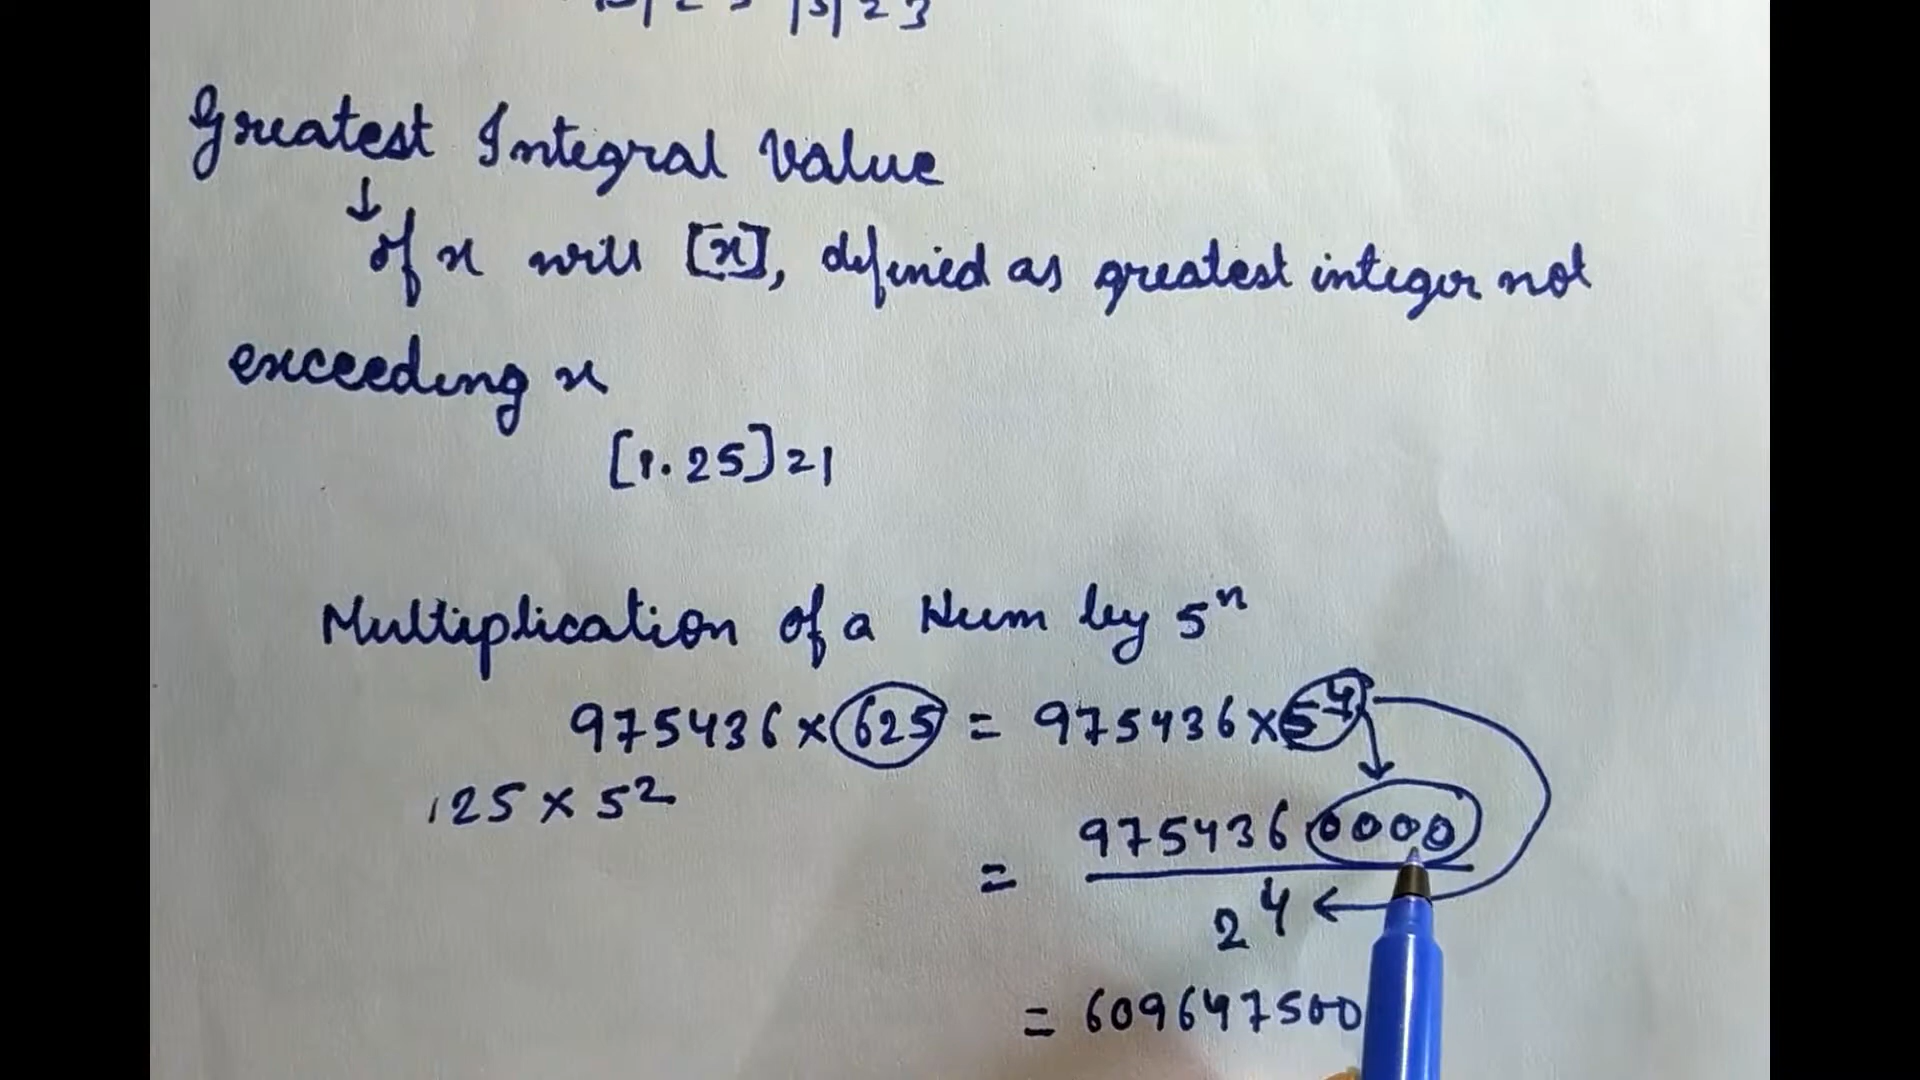 Greatest Integral Value
↓
of x will [x], defined as greatest integer not
exceeding x
[1.25]=1
Multiplication of a Num by 5ⁿ
975436×625 = 975436×5⁴
125×5²
= 9754360000
2⁴
= 609647500